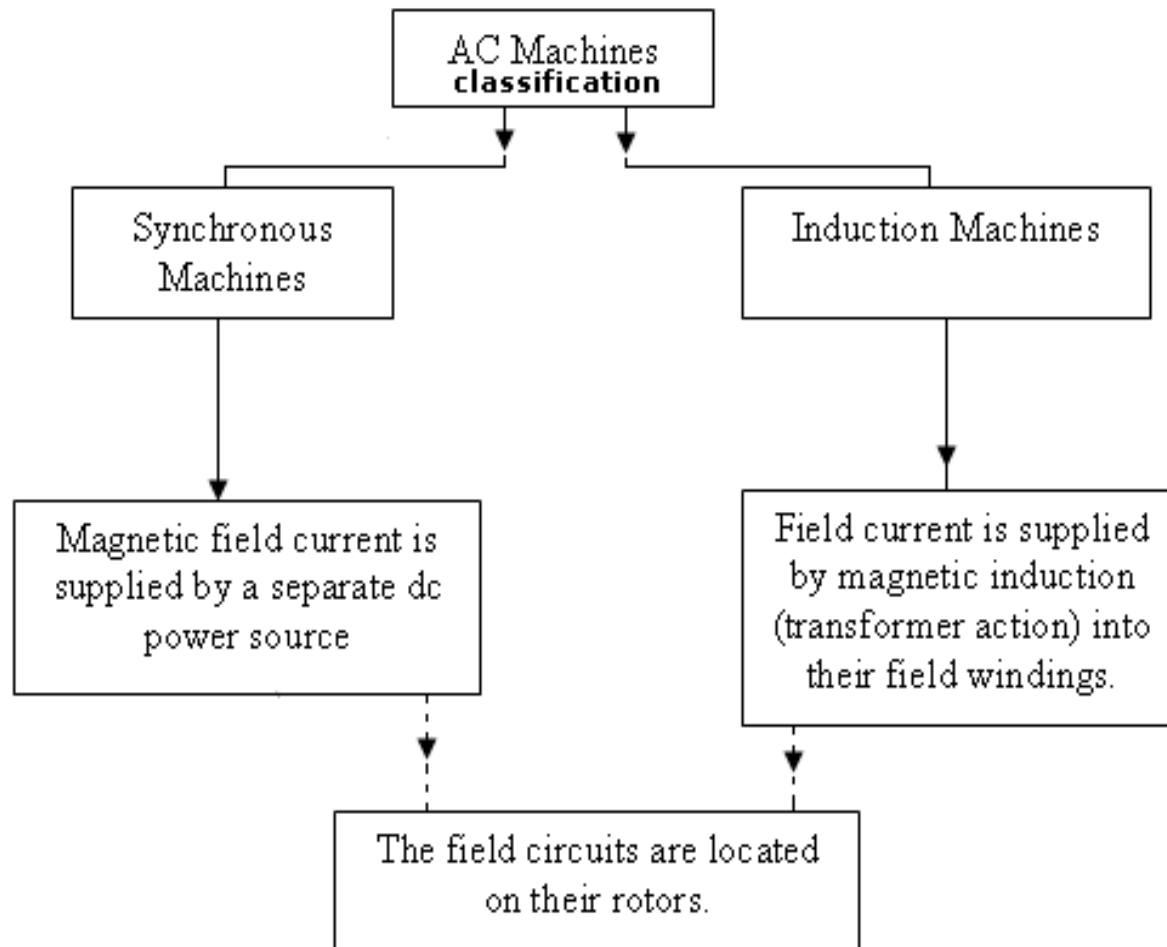 AC Machines
classification
Synchronous
Machines
Induction Machines
Magnetic field current is
supplied by a separate dc
power source
Field current is supplied
by magnetic induction
(transformer action) into
their field windings.
The field circuits are located
on their rotors.